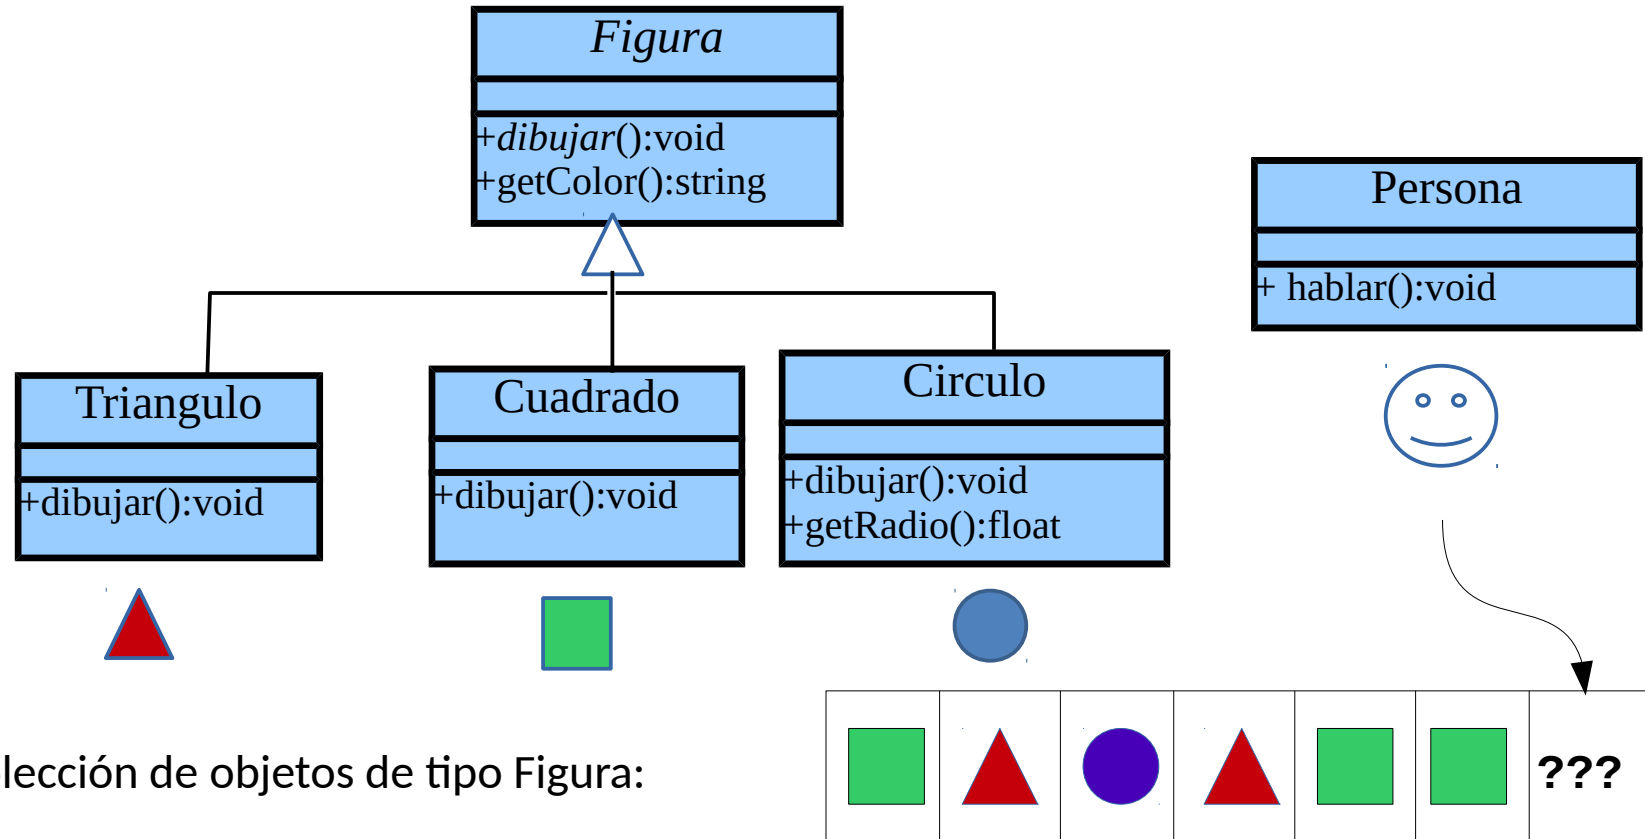 Figura
+dibujar():void
+getColor():string
Persona
+ hablar():void
Triangulo
+dibujar():void
Cuadrado
+dibujar():void
Circulo
+dibujar():void
+getRadio():float
lección de objetos de tipo Figura:
???